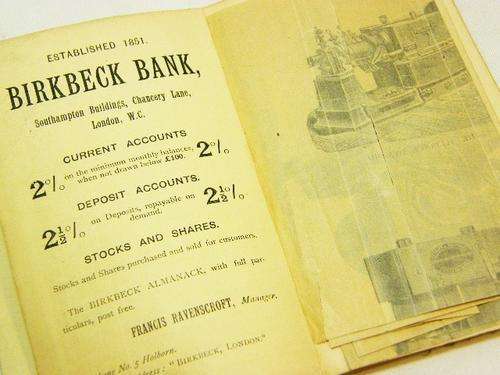 ESTABLISHED 1851.
BIRKBECK BANK,
Southampton Buildings, Chancery Lane,
London, W.C.
CURRENT ACCOUNTS
2% on the minimum monthly balances, 2%
when not drawn below £100.
DEPOSIT ACCOUNTS.
2½% on Deposits, repayable on 2½%
demand.
STOCKS AND SHARES.
Stocks and Shares purchased and sold for customers.
The BIRKBECK ALMANACK, with full par-
ticulars, post free.
FRANCIS RAVENSCROFT, Manager.
No. 5 Holborn.
: "BIRKBECK, LONDON."